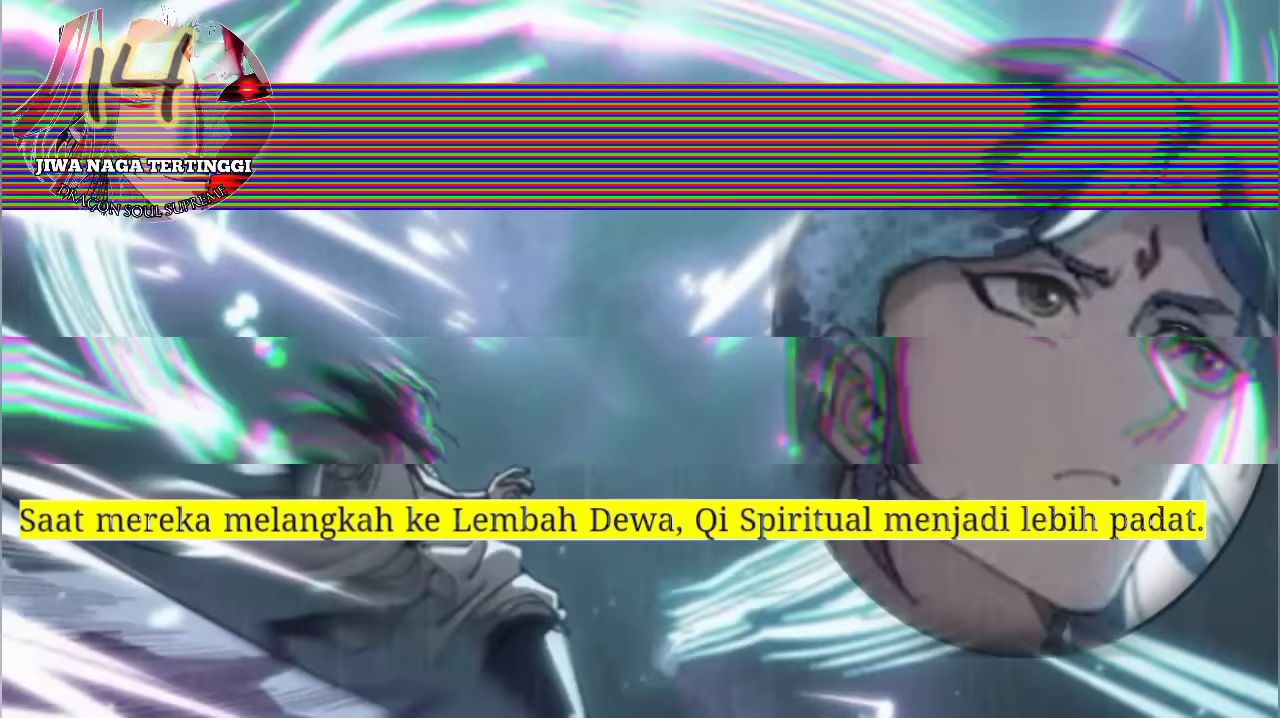 14
JIWA NAGA TERTINGGI
DRAGON SOUL SUPREME
Saat mereka melangkah ke Lembah Dewa, Qi Spiritual menjadi lebih padat.